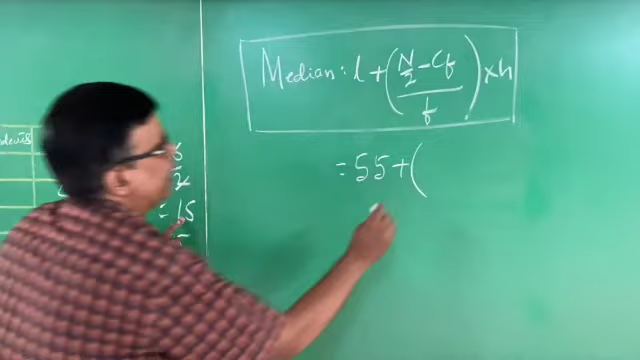 Median: l + ( (N/2 - Cf) / f ) × h
= 55 + (
= 15